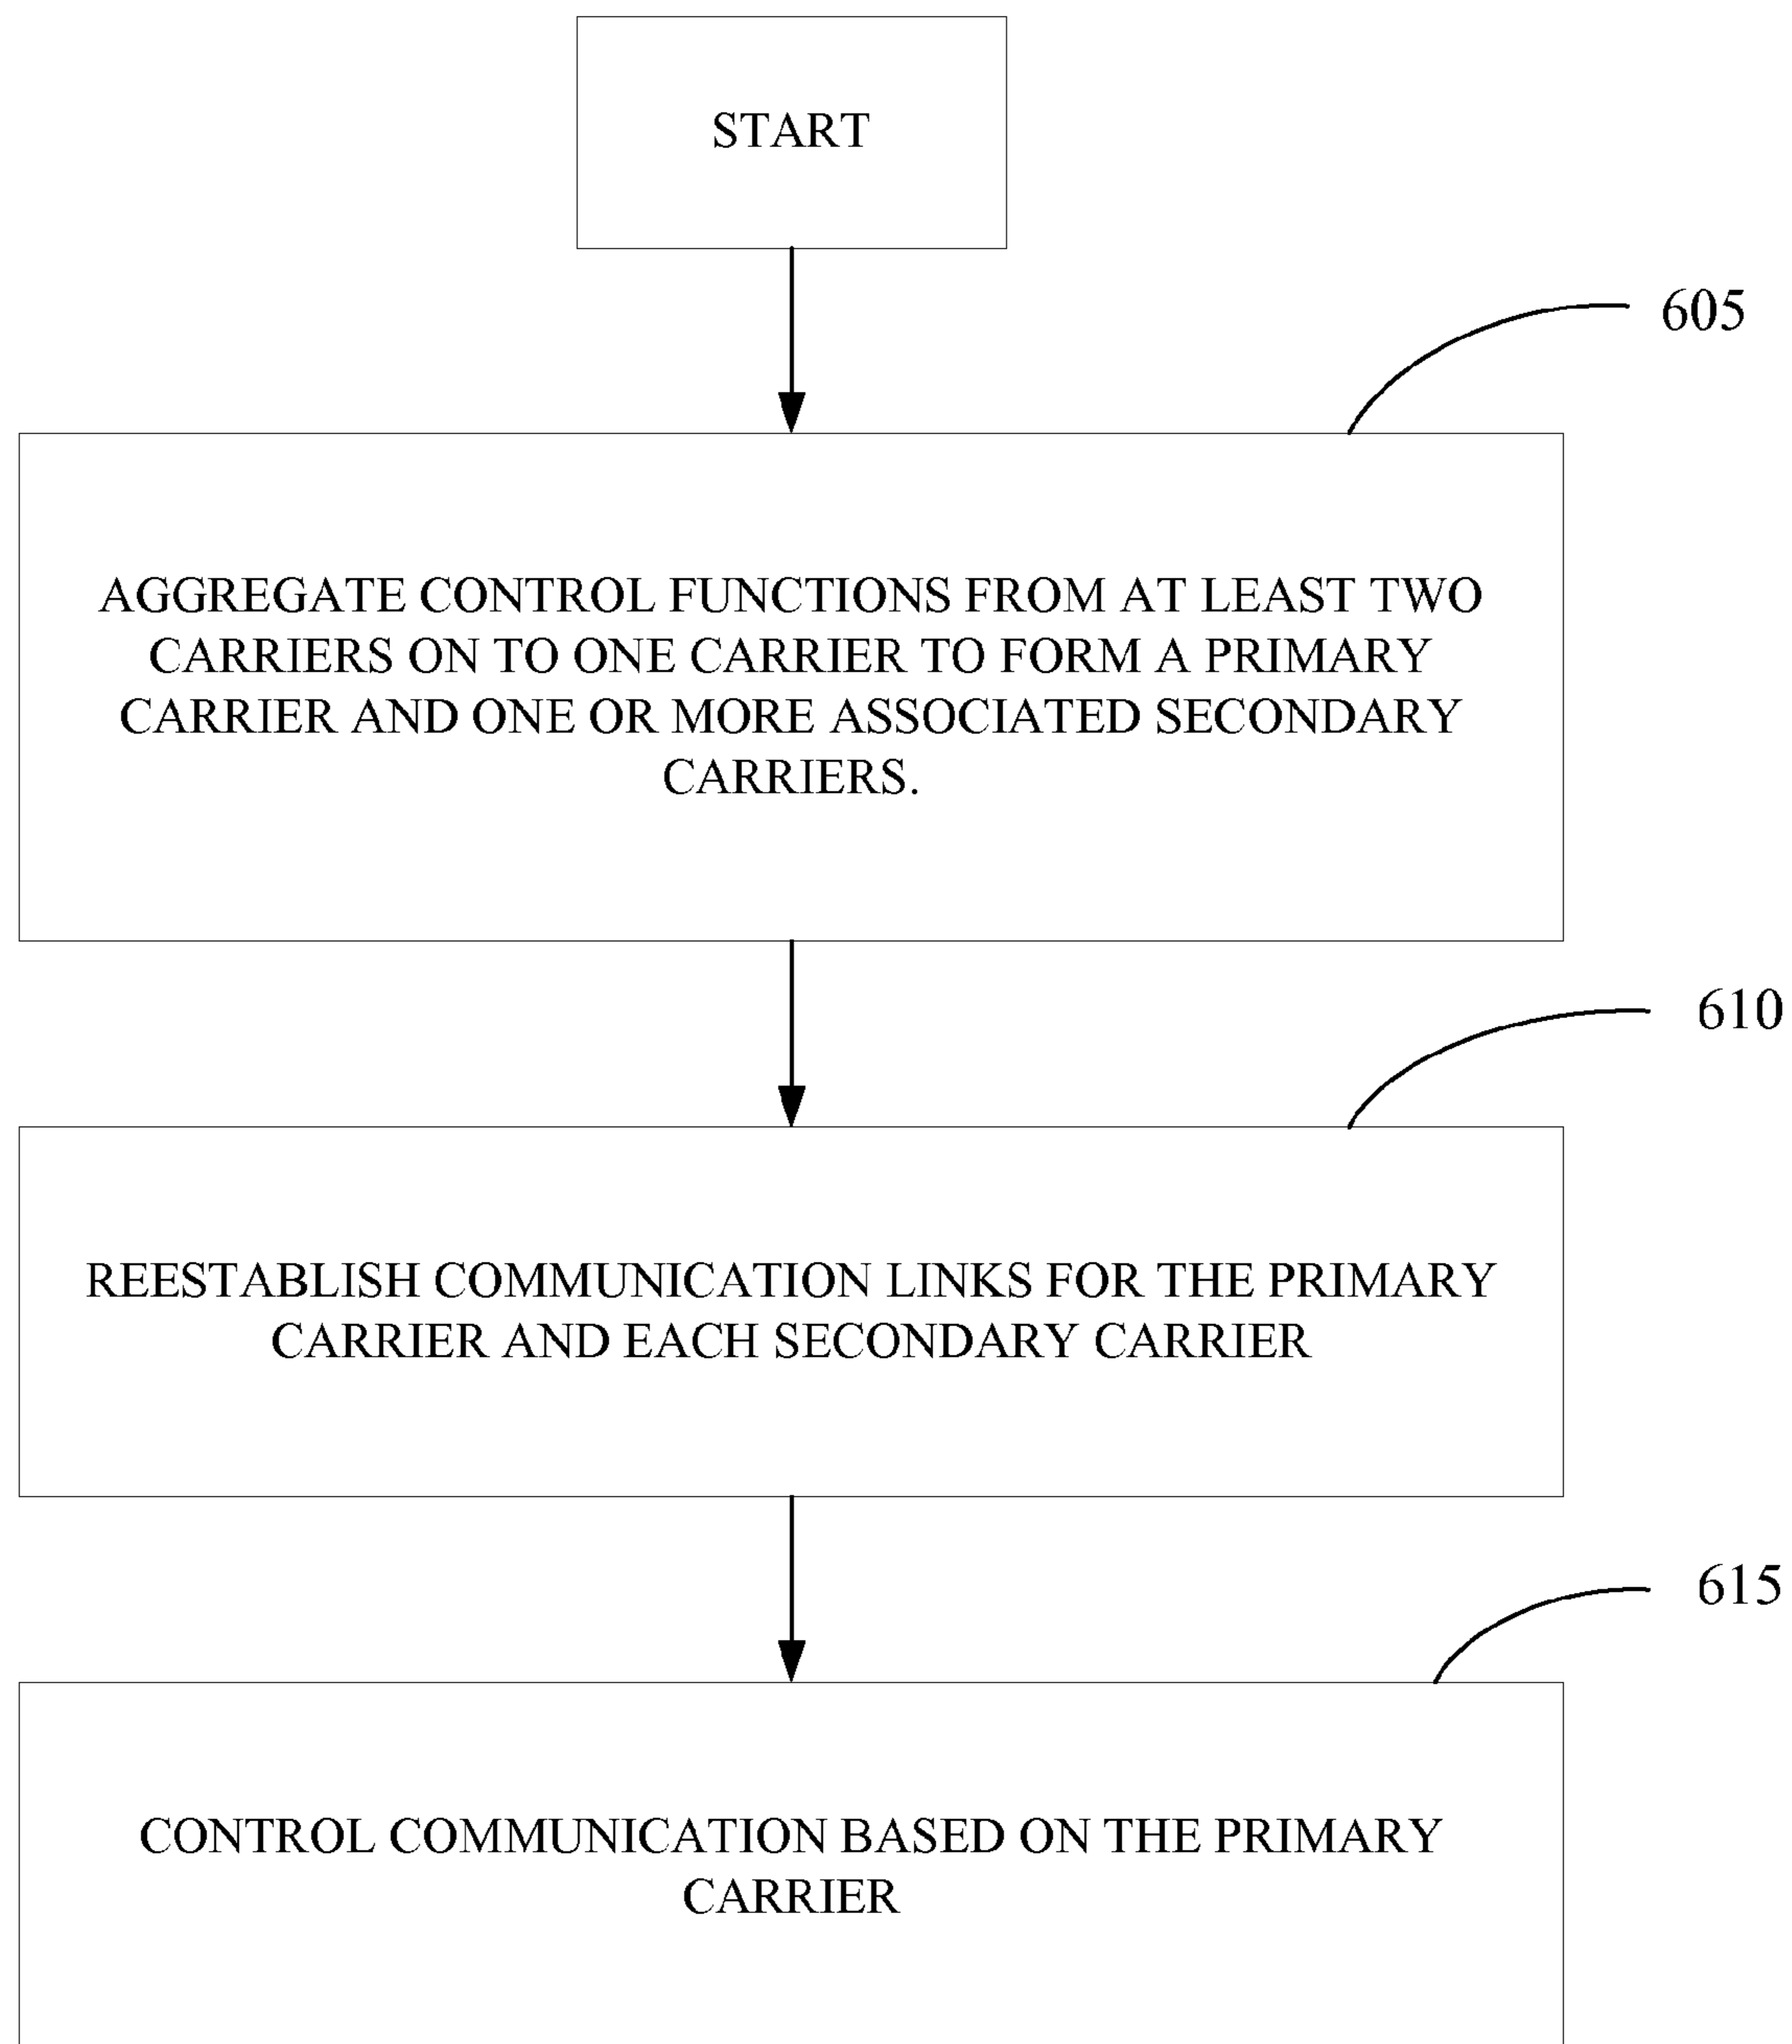 START
605
AGGREGATE CONTROL FUNCTIONS FROM AT LEAST TWO
CARRIERS ON TO ONE CARRIER TO FORM A PRIMARY
CARRIER AND ONE OR MORE ASSOCIATED SECONDARY
CARRIERS.
610
REESTABLISH COMMUNICATION LINKS FOR THE PRIMARY
CARRIER AND EACH SECONDARY CARRIER
615
CONTROL COMMUNICATION BASED ON THE PRIMARY
CARRIER